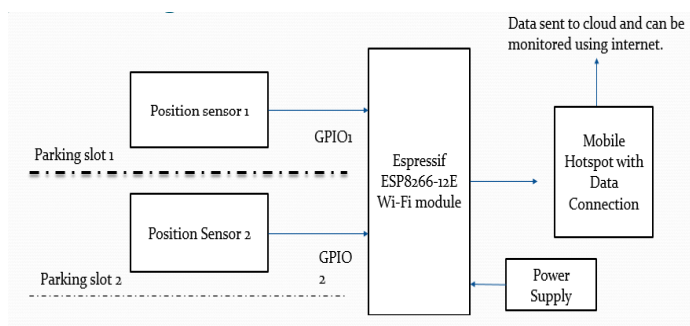 Data sent to cloud and can be
monitored using internet.
Position sensor 1
GPIO1
Parking slot 1
Espressif
ESP8266-12E
Wi-Fi module
Mobile
Hotspot with
Data
Connection
Position Sensor 2
GPIO
2
Parking slot 2
Power
Supply